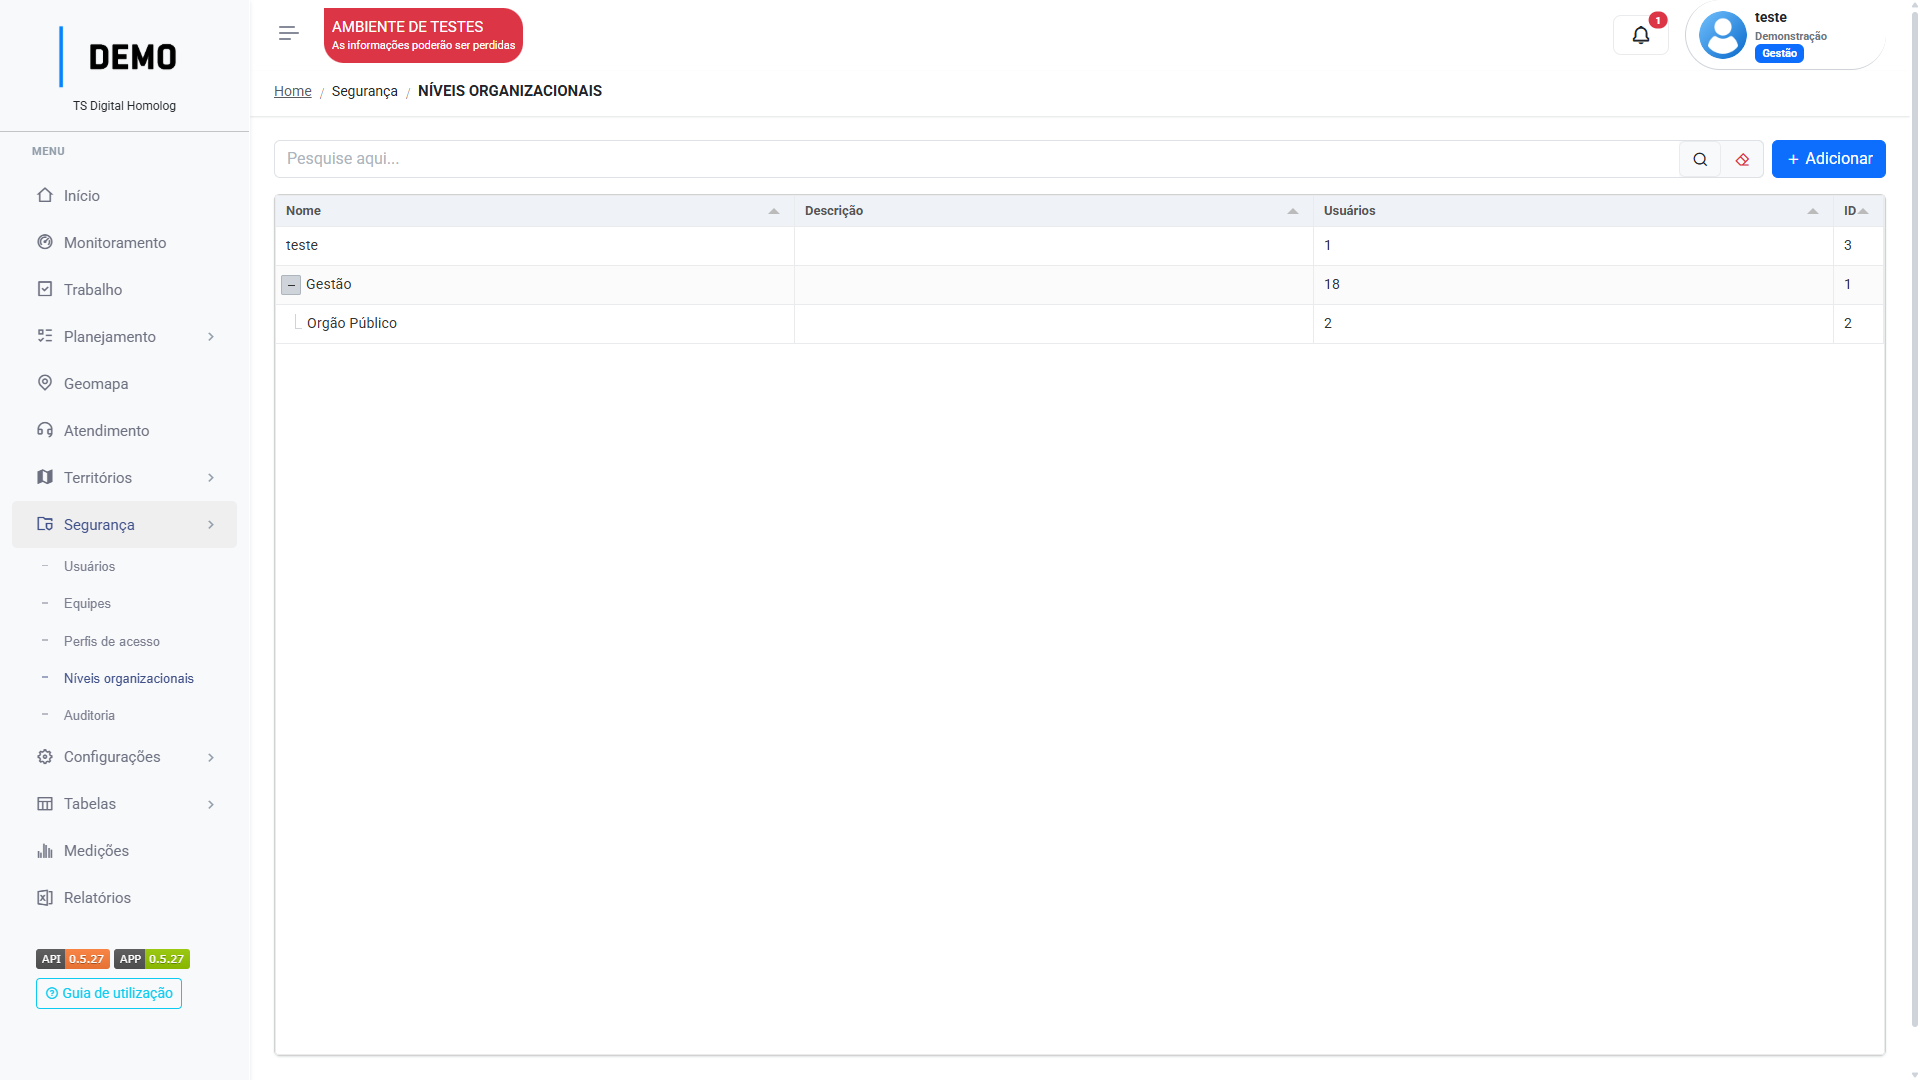 DEMO
TS Digital Homolog
MENU
Início
Monitoramento
Trabalho
Planejamento
Geomapa
Atendimento
Territórios
Segurança
Usuários
Equipes
Perfis de acesso
Níveis organizacionais
Auditoria
Configurações
Tabelas
Medições
Relatórios
API 0.5.27 APP 0.5.27
Guia de utilização
AMBIENTE DE TESTES
As informações poderão ser perdidas
1
teste
Demonstração
Gestão
Home / Segurança / NÍVEIS ORGANIZACIONAIS
Pesquise aqui...
+ Adicionar
Nome Descrição Usuários ID
teste 1 3
Gestão 18 1
Orgão Público 2 2